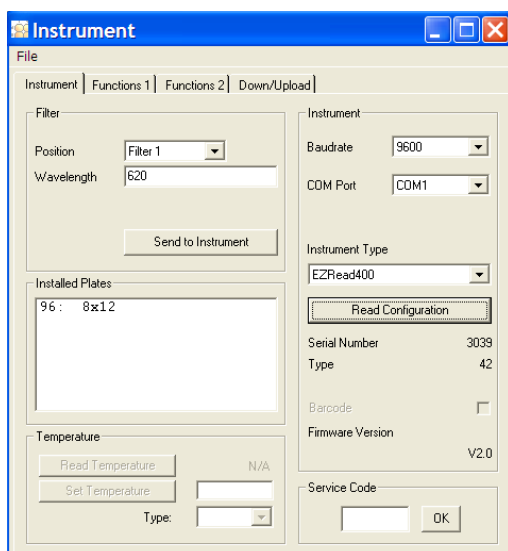 Instrument
File
Instrument Functions 1 Functions 2 Down/Upload
Filter
Position Filter 1
Wavelength 620
Send to Instrument
Installed Plates
96: 8x12
Temperature
Read Temperature N/A
Set Temperature
Type:
Instrument
Baudrate 9600
COM Port COM1
Instrument Type
EZRead400
Read Configuration
Serial Number 3039
Type 42
Barcode
Firmware Version
V2.0
Service Code
OK